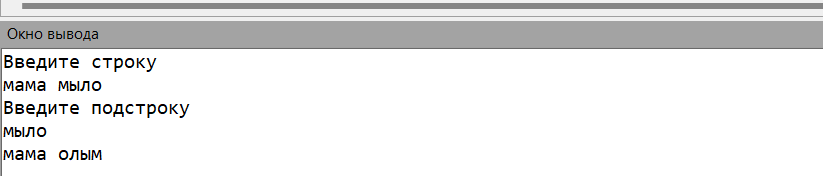 Окно вывода
Введите строку
мама мыло
Введите подстроку
мыло
мама олым